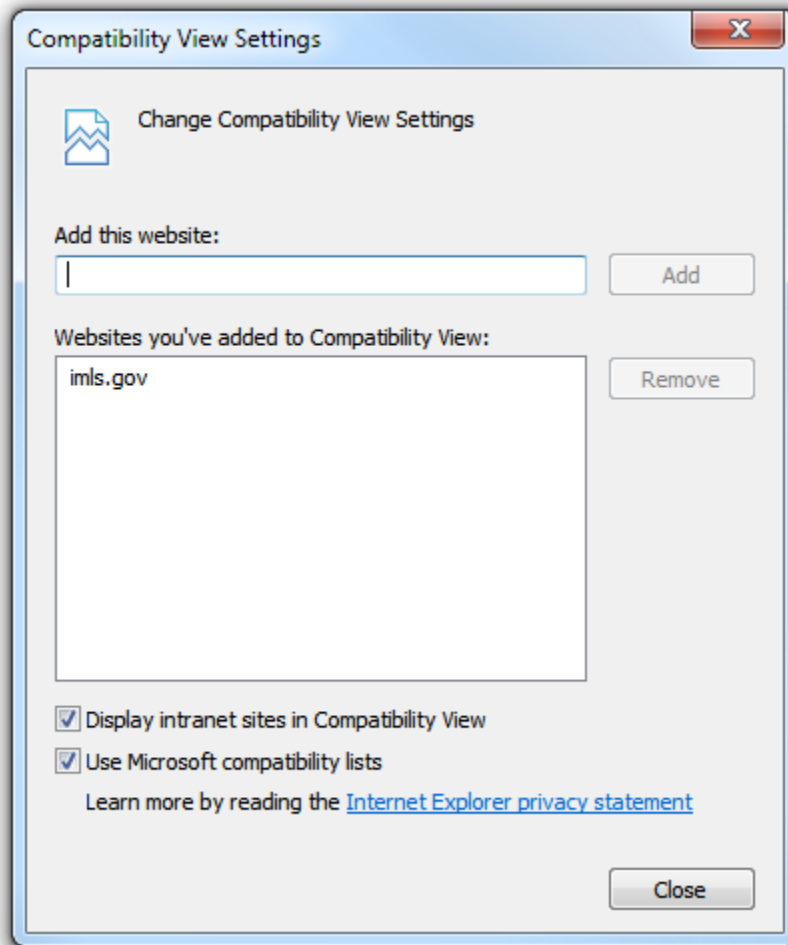 Compatibility View Settings
Change Compatibility View Settings
Add this website:
Add
Websites you've added to Compatibility View:
imls.gov
Remove
Display intranet sites in Compatibility View
Use Microsoft compatibility lists
Learn more by reading the Internet Explorer privacy statement
Close